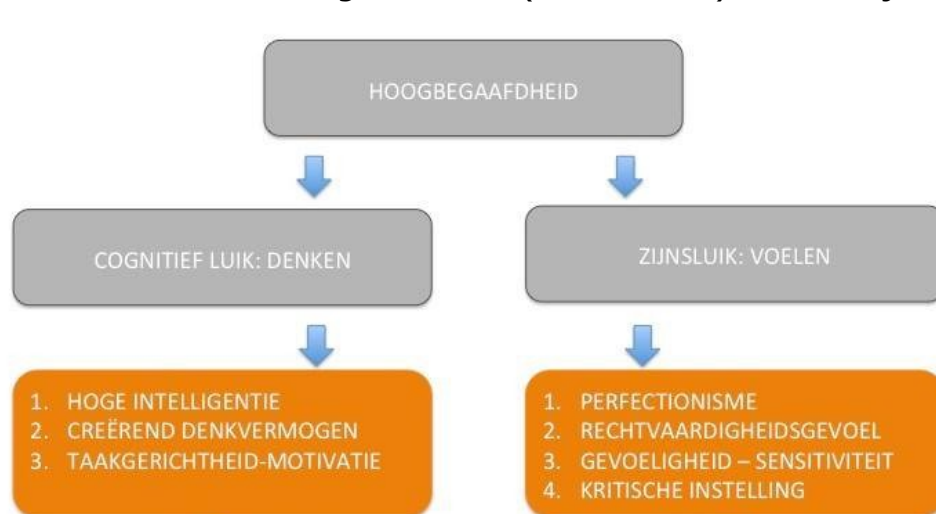 HOOGBEGAAFDHEID
COGNITIEF LUIK: DENKEN
ZIJNSLUIK: VOELEN
1. HOGE INTELLIGENTIE
2. CREËREND DENKVERMOGEN
3. TAAKGERICHTHEID-MOTIVATIE
1. PERFECTIONISME
2. RECHTVAARDIGHEIDSGEVOEL
3. GEVOELIGHEID – SENSITIVITEIT
4. KRITISCHE INSTELLING